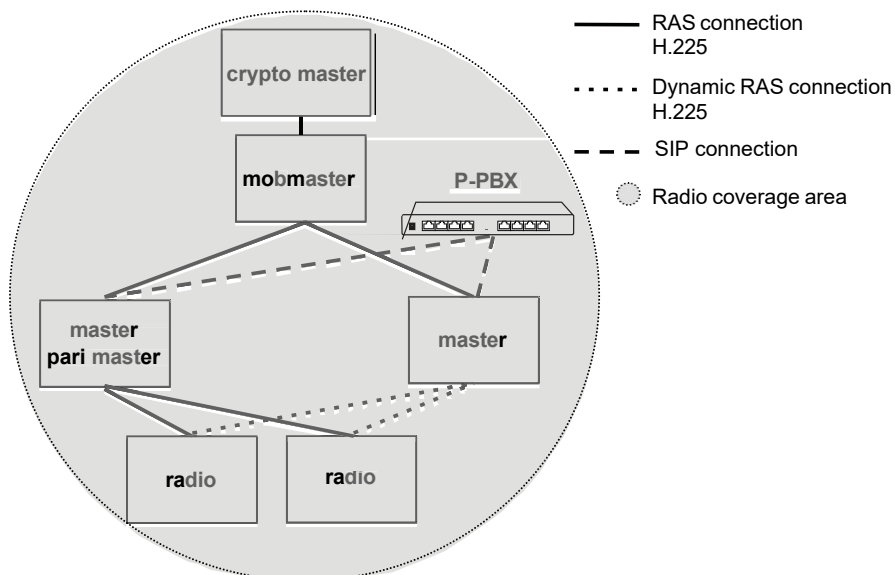 crypto master
mobmaster
P-PBX
master
pari master
master
radio
radio
RAS connection
H.225
Dynamic RAS connection
H.225
SIP connection
Radio coverage area